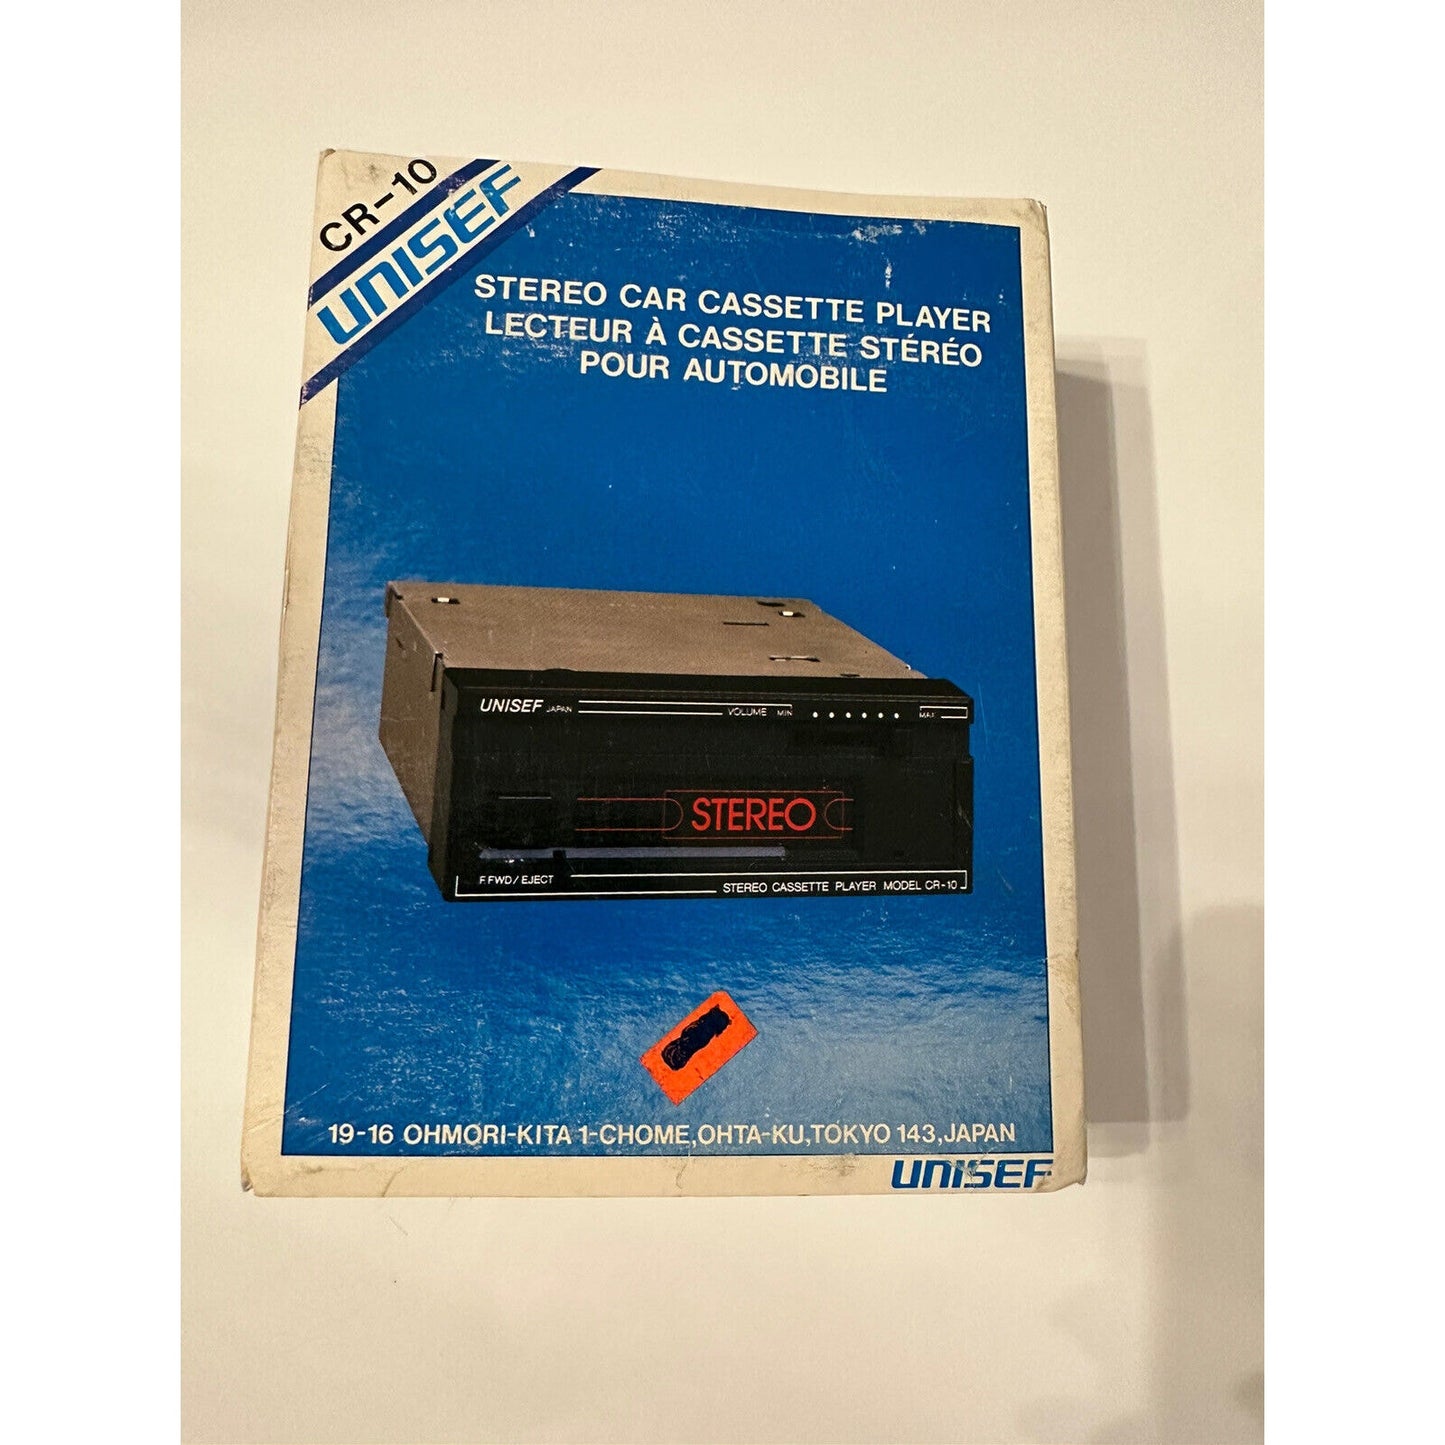 CR-10
UNISEF
STEREO CAR CASSETTE PLAYER
LECTEUR À CASSETTE STÉRÉO
POUR AUTOMOBILE
UNISEF JAPAN VOLUME MIN MAX
STEREO
F.FWD/EJECT
STEREO CASSETTE PLAYER MODEL CR-10
19-16 OHMORI-KITA 1-CHOME,OHTA-KU,TOKYO 143,JAPAN
UNISEF